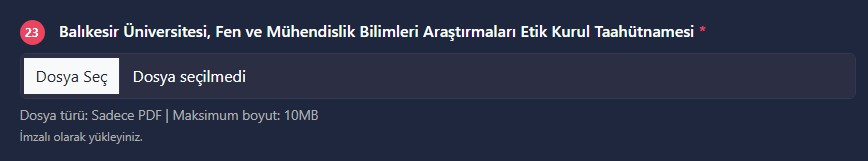 23 Balıkesir Üniversitesi, Fen ve Mühendislik Bilimleri Araştırmaları Etik Kurul Taahütnamesi *
Dosya Seç Dosya seçilmedi
Dosya türü: Sadece PDF | Maksimum boyut: 10MB
İmzalı olarak yükleyiniz.